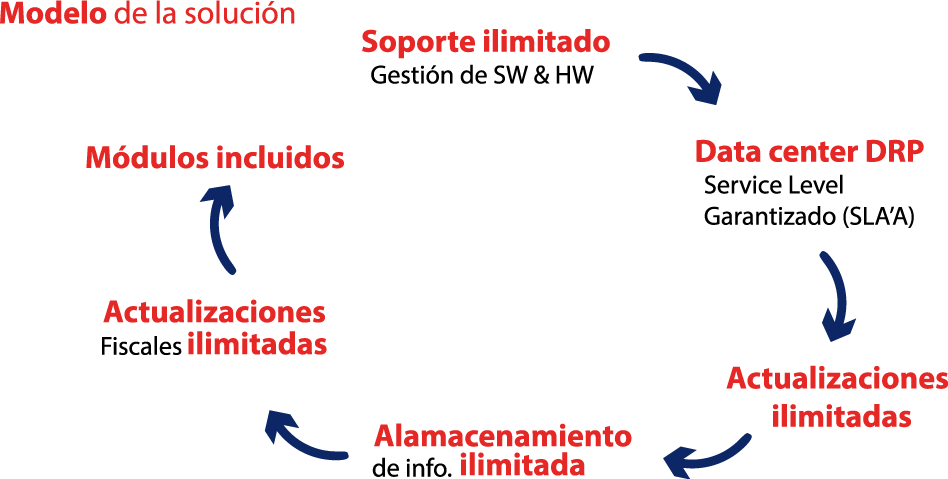 Modelo de la solución
Soporte ilimitado
Gestión de SW & HW
Data center DRP
Service Level
Garantizado (SLA’A)
Actualizaciones
ilimitadas
Alamacenamiento
de info. ilimitada
Actualizaciones
Fiscales ilimitadas
Módulos incluidos